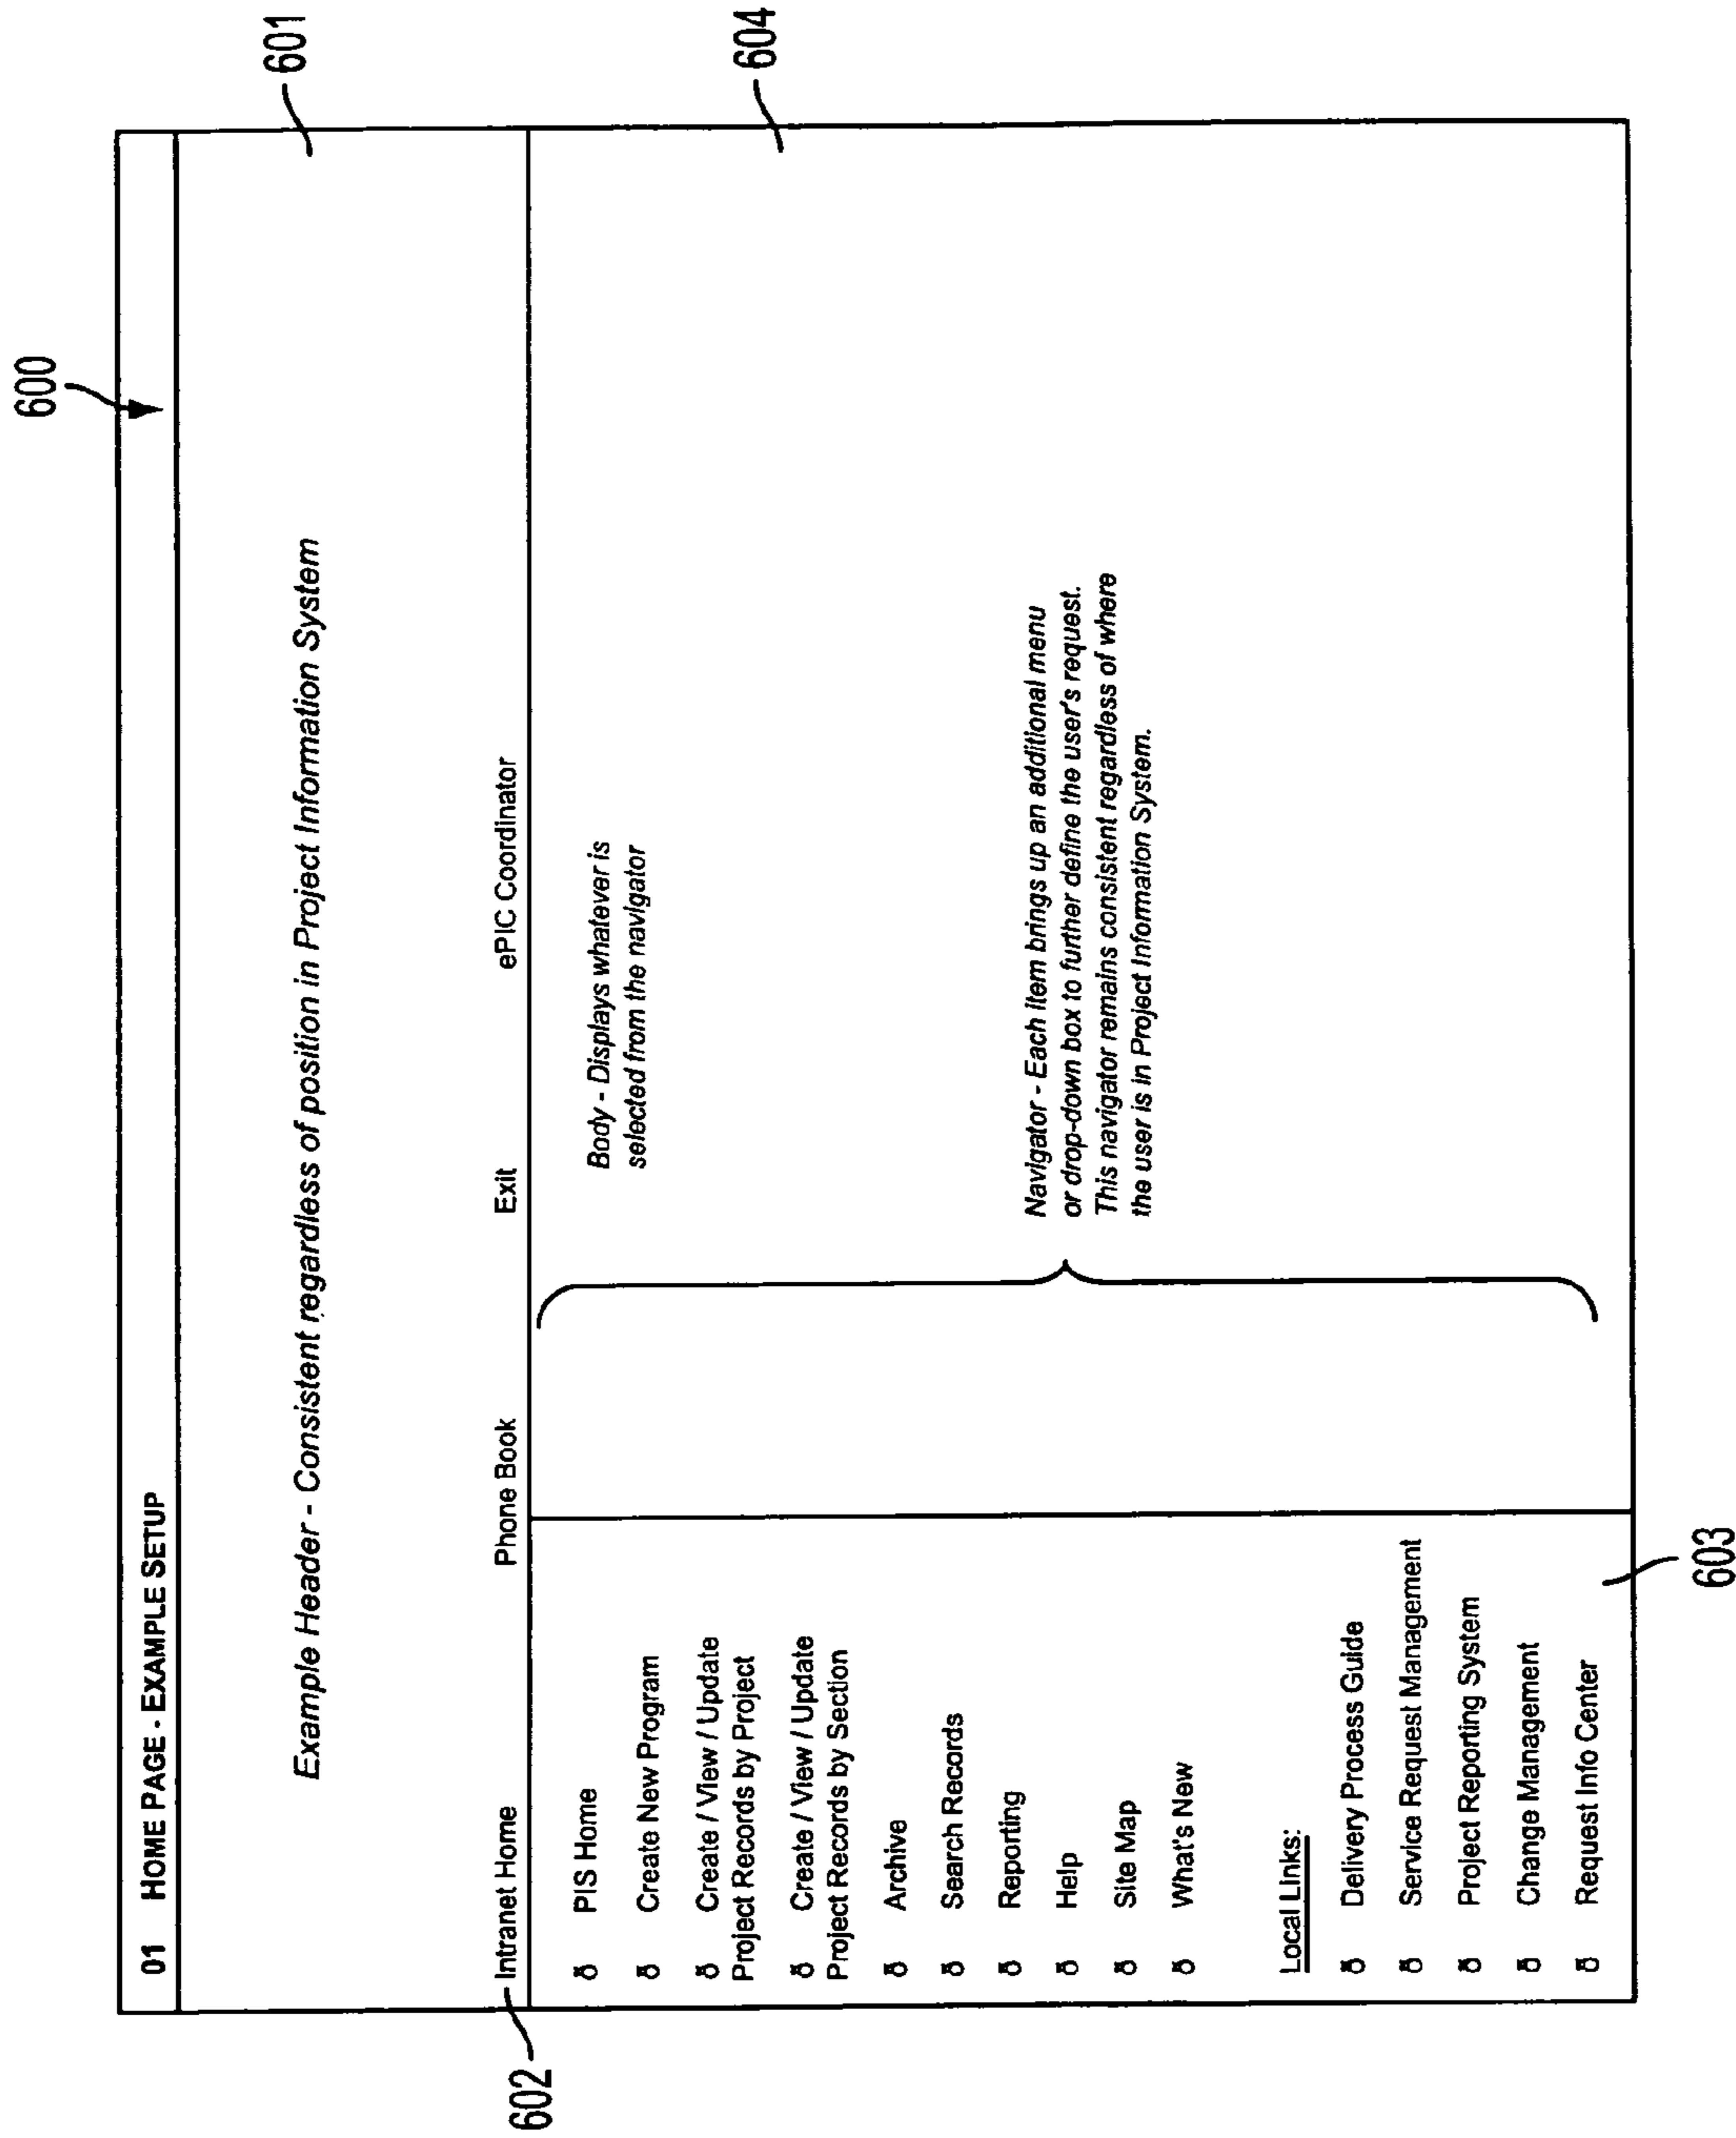 600
01 HOME PAGE - EXAMPLE SETUP
Example Header - Consistent regardless of position in Project Information System
601
602
Intranet Home Phone Book Exit ePIC Coordinator
ð PIS Home
ð Create New Program
ð Create / View / Update
Project Records by Project
ð Create / View / Update
Project Records by Section
ð Archive
ð Search Records
ð Reporting
ð Help
ð Site Map
ð What's New
Local Links:
ð Delivery Process Guide
ð Service Request Management
ð Project Reporting System
ð Change Management
ð Request Info Center
603
Body - Displays whatever is
selected from the navigator
604
Navigator - Each item brings up an additional menu
or drop-down box to further define the user's request.
This navigator remains consistent regardless of where
the user is in Project Information System.